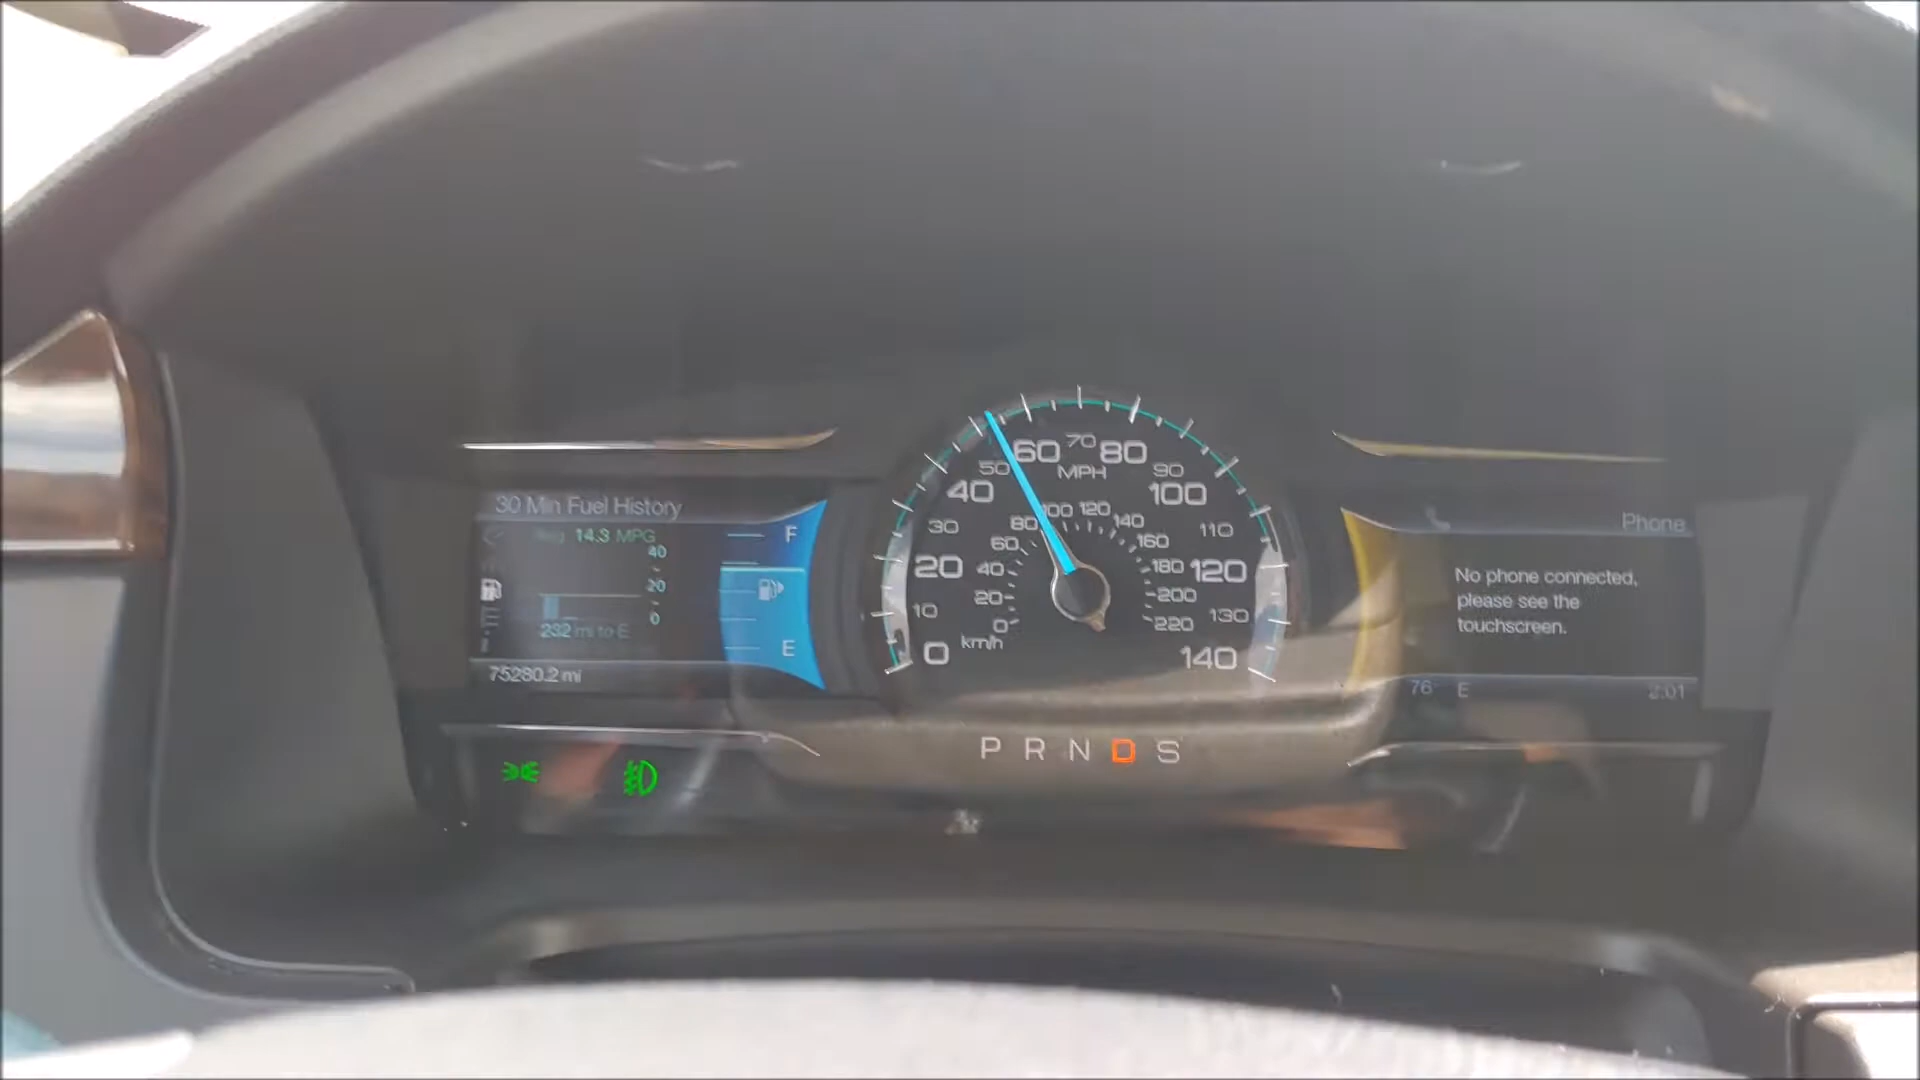 30 Min Fuel History
Avg 14.3 MPG
40
20
0
232 mi to E
75280.2 mi
F
E
0
10
20
30
40
50
60
70
80
90
100
110
120
130
140
MPH
0
20
40
60
80
100
120
140
160
180
200
220
km/h
P R N D S
Phone
No phone connected,
please see the
touchscreen.
76° E 2:01